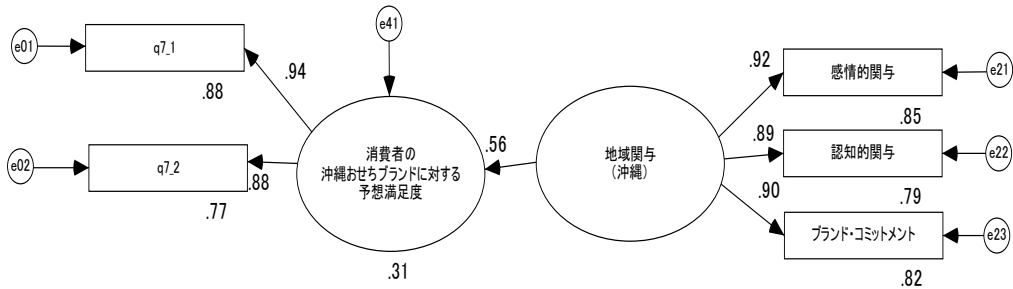 e41
e01
q7_1
.94
.88
e02
q7_2
.88
.77
消費者の
沖縄おせちブランドに対する
予想満足度
.31
.56
地域関与
(沖縄)
.92
感情的関与
e21
.85
.89
認知的関与
e22
.79
.90
ブランド・コミットメント
e23
.82